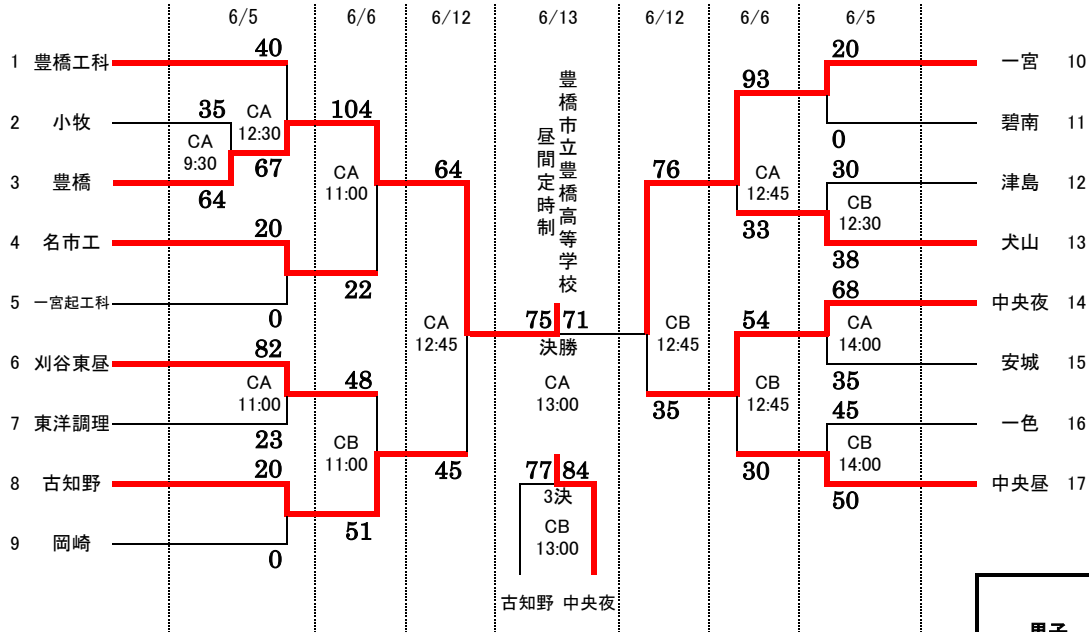 6/5 6/6 6/12 6/13 6/12 6/6 6/5
1 豊橋工科 40
2 小牧 35
CA 12:30
CA 9:30
3 豊橋 64
67
104
4 名市工 20
CA 11:00
22
5 一宮起工科 0
64
6 刈谷東昼 82
CA 11:00
48
7 東洋調理 23
CB 11:00
8 古知野 20
51
9 岡崎 0
45
CA 12:45
豊橋市立豊橋高等学校
昼間定時制
75 71
決勝
CA
13:00
77 84
3決
CB
13:00
古知野 中央夜
76
CB 12:45
35
93
CA 12:45
33
54
CB 12:45
30
20 一宮 10
0 碧南 11
30 津島 12
CB 12:30
38 犬山 13
68 中央夜 14
CA 14:00
35 安城 15
45 一色 16
CB 14:00
50 中央昼 17
男子